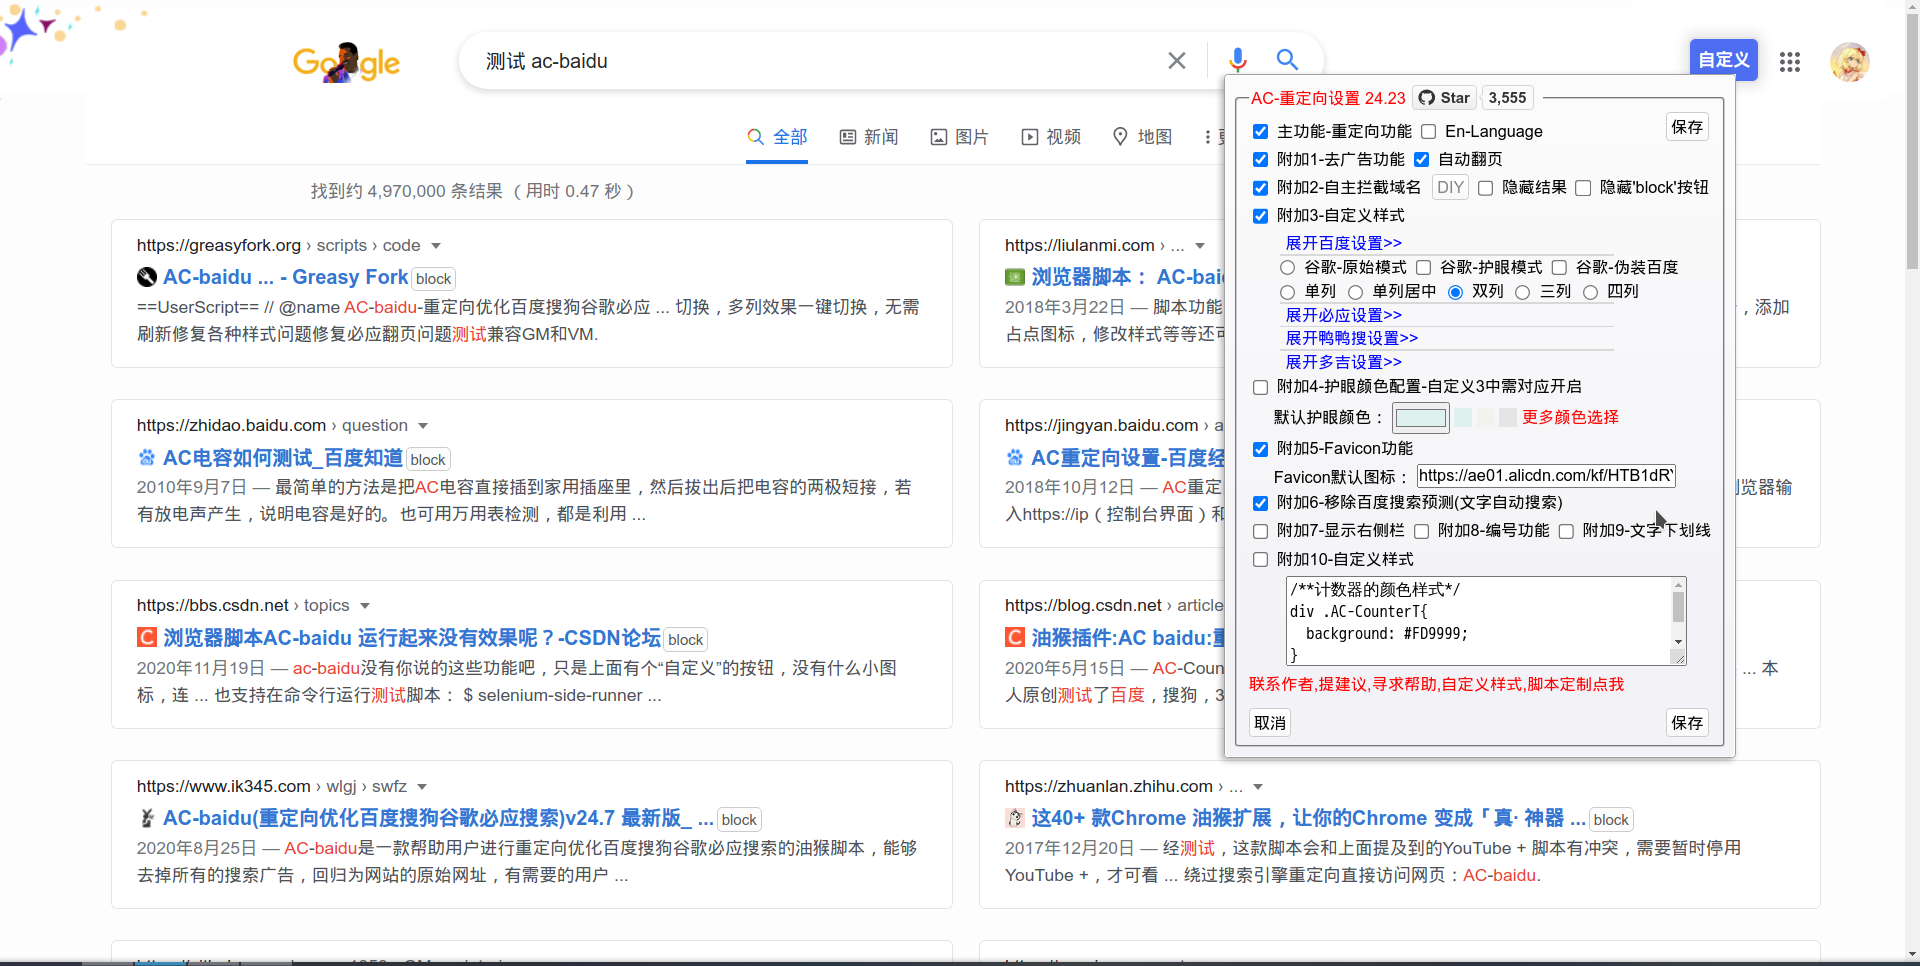 Google
测试 ac-baidu
自定义
全部 新闻 图片 视频 地图
找到约 4,970,000 条结果 （用时 0.47 秒）
https://greasyfork.org › scripts › code
AC-baidu ... - Greasy Fork block
==UserScript== // @name AC-baidu-重定向优化百度搜狗谷歌必应 ... 切换，多列效果一键切换，无需
刷新修复各种样式问题修复必应翻页问题测试兼容GM和VM.
https://liulanmi.com › ...
浏览器脚本： AC-bai
2018年3月22日 — 脚本功能
，添加
占点图标，修改样式等等还可
https://zhidao.baidu.com › question
AC电容如何测试_百度知道 block
2010年9月7日 — 最简单的方法是把AC电容直接插到家用插座里，然后拔出后把电容的两极短接，若
有放电声产生，说明电容是好的。也可用万用表检测，都是利用 ...
https://jingyan.baidu.com › a
AC重定向设置-百度经
2018年10月12日 — AC重定
浏览器输
入https://ip（控制台界面）和
https://bbs.csdn.net › topics
浏览器脚本AC-baidu 运行起来没有效果呢？-CSDN论坛 block
2020年11月19日 — ac-baidu没有你说的这些功能吧，只是上面有个“自定义”的按钮，没有什么小图
标，连 ... 也支持在命令行运行测试脚本： $ selenium-side-runner ...
https://blog.csdn.net › article
油猴插件:AC baidu:重
2020年5月15日 — AC-Coun
... 本
人原创测试了百度，搜狗，3
https://www.ik345.com › wlgj › swfz
AC-baidu(重定向优化百度搜狗谷歌必应搜索)v24.7 最新版_ ... block
2020年8月25日 — AC-baidu是一款帮助用户进行重定向优化百度搜狗谷歌必应搜索的油猴脚本，能够
去掉所有的搜索广告，回归为网站的原始网址，有需要的用户 ...
https://zhuanlan.zhihu.com › ...
这40+ 款Chrome 油猴扩展，让你的Chrome 变成「真· 神器 ... block
2017年12月20日 — 经测试，这款脚本会和上面提及到的YouTube + 脚本有冲突，需要暂时停用
YouTube +，才可看 ... 绕过搜索引擎重定向直接访问网页：AC-baidu.
AC-重定向设置 24.23 Star 3,555
保存
主功能-重定向功能 En-Language
附加1-去广告功能 自动翻页
附加2-自主拦截域名 DIY 隐藏结果 隐藏'block'按钮
附加3-自定义样式
展开百度设置>>
谷歌-原始模式 谷歌-护眼模式 谷歌-伪装百度
单列 单列居中 双列 三列 四列
展开必应设置>>
展开鸭鸭搜设置>>
展开多吉设置>>
附加4-护眼颜色配置-自定义3中需对应开启
默认护眼颜色： 更多颜色选择
附加5-Favicon功能
Favicon默认图标： https://ae01.alicdn.com/kf/HTB1dR
附加6-移除百度搜索预测(文字自动搜索)
附加7-显示右侧栏 附加8-编号功能 附加9-文字下划线
附加10-自定义样式
/**计数器的颜色样式*/
div .AC-CounterT{
background: #FD9999;
}
联系作者,提建议,寻求帮助,自定义样式,脚本定制点我
取消 保存